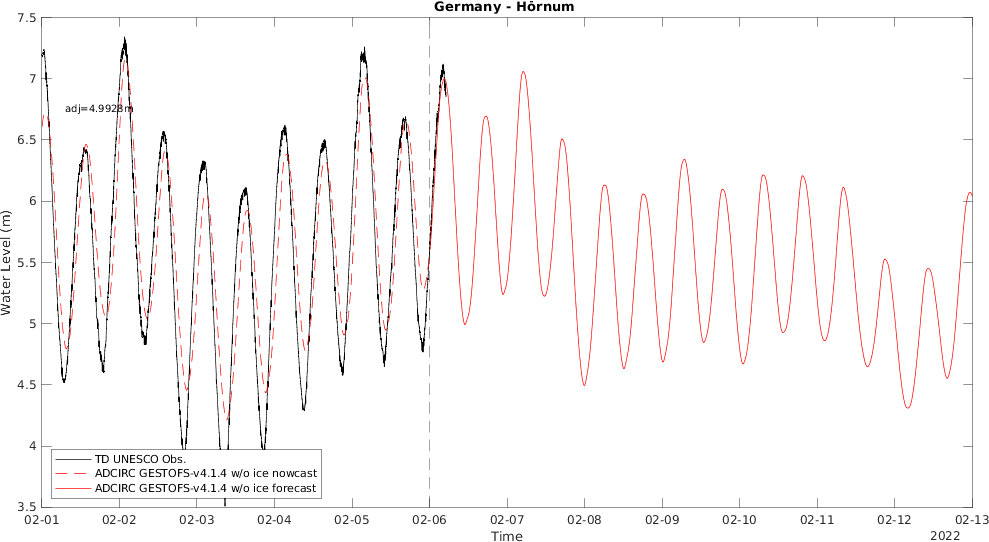 Germany - Hörnum
7.5
7
6.5
6
5.5
5
4.5
4
3.5
Water Level (m)
adj=4.9928m
TD UNESCO Obs.
ADCIRC GESTOFS-v4.1.4 w/o ice nowcast
ADCIRC GESTOFS-v4.1.4 w/o ice forecast
02-01 02-02 02-03 02-04 02-05 02-06 02-07 02-08 02-09 02-10 02-11 02-12 02-13
Time
2022